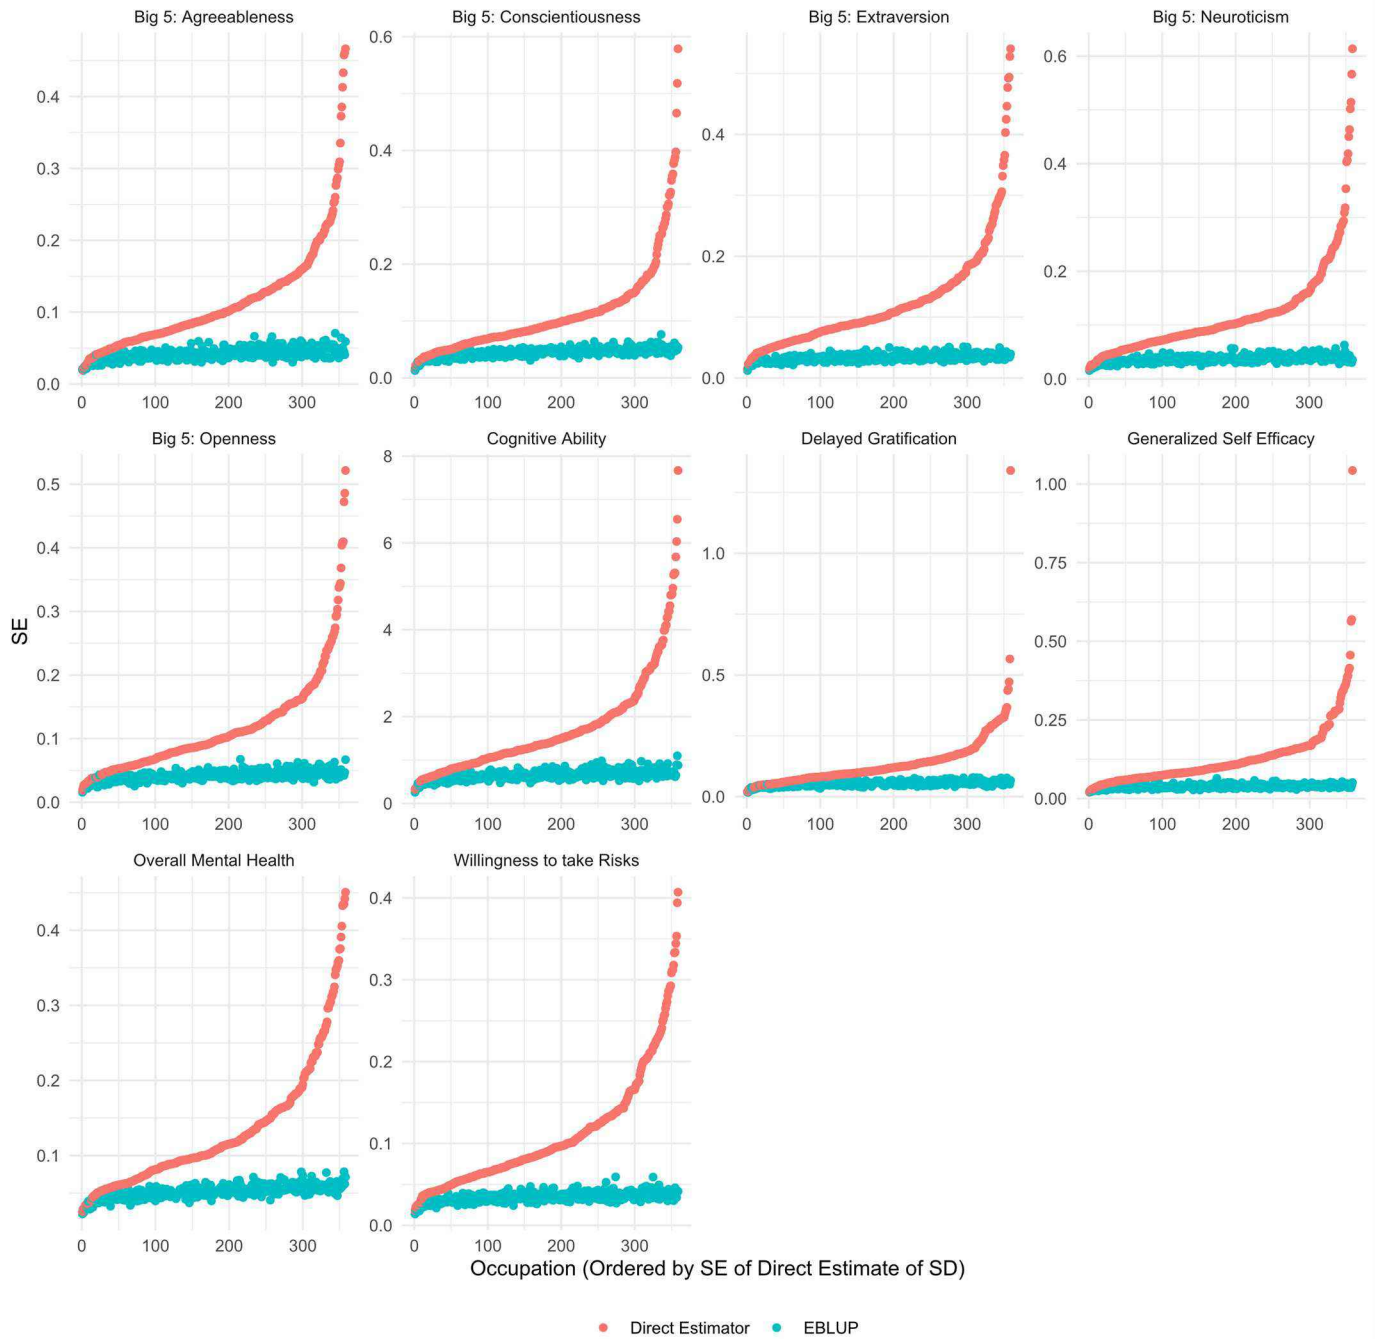 Big 5: Agreeableness
Big 5: Conscientiousness
Big 5: Extraversion
Big 5: Neuroticism
0.4
0.3
0.2
0.1
0.0
0 100 200 300
0.6
0.4
0.2
0.0
0 100 200 300
0.4
0.2
0.0
0 100 200 300
0.6
0.4
0.2
0.0
0 100 200 300
Big 5: Openness
Cognitive Ability
Delayed Gratification
Generalized Self Efficacy
SE
0.5
0.4
0.3
0.2
0.1
0.0
0 100 200 300
8
6
4
2
0
0 100 200 300
1.0
0.5
0.0
0 100 200 300
1.00
0.75
0.50
0.25
0.00
0 100 200 300
Overall Mental Health
Willingness to take Risks
0.4
0.3
0.2
0.1
0 100 200 300
0.4
0.3
0.2
0.1
0.0
0 100 200 300
Occupation (Ordered by SE of Direct Estimate of SD)
Direct Estimator
EBLUP